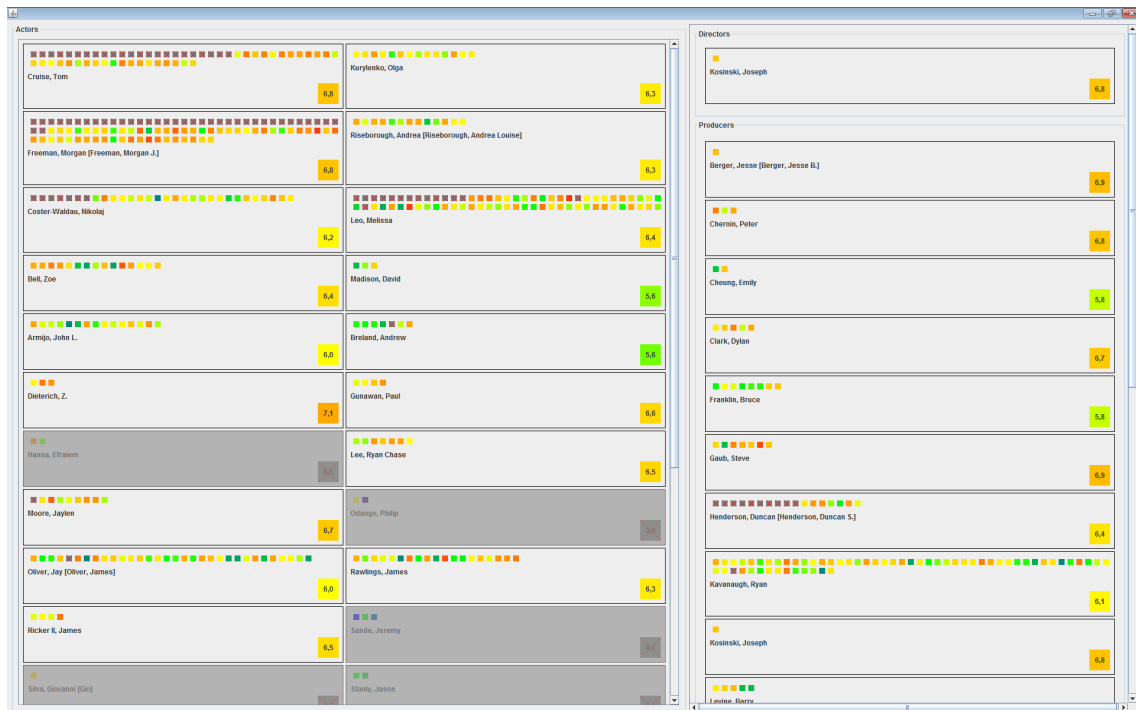 Actors
Cruise, Tom
6,8
Kurylenko, Olga
6,3
Freeman, Morgan [Freeman, Morgan J.]
6,8
Riseborough, Andrea [Riseborough, Andrea Louise]
6,3
Coster-Waldau, Nikolaj
6,2
Leo, Melissa
6,4
Bell, Zoe
6,4
Madison, David
5,6
Armijo, John L.
6,0
Breland, Andrew
5,6
Dieterich, Z.
7,1
Gunawan, Paul
6,6
Hanna, Efraiem
Lee, Ryan Chase
6,5
Moore, Jaylen
6,7
Odango, Philip
Oliver, Jay [Oliver, James]
6,0
Rawlings, James
6,3
Ricker II, James
6,5
Sande, Jeremy
Silva, Giovanni [Gio]
Stanly, Jason
Directors
Kosinski, Joseph
6,8
Producers
Berger, Jesse [Berger, Jesse B.]
6,9
Chernin, Peter
6,8
Cheung, Emily
5,8
Clark, Dylan
6,7
Franklin, Bruce
5,8
Gaub, Steve
6,9
Henderson, Duncan [Henderson, Duncan S.]
6,4
Kavanaugh, Ryan
6,1
Kosinski, Joseph
6,8
Levine, Barry